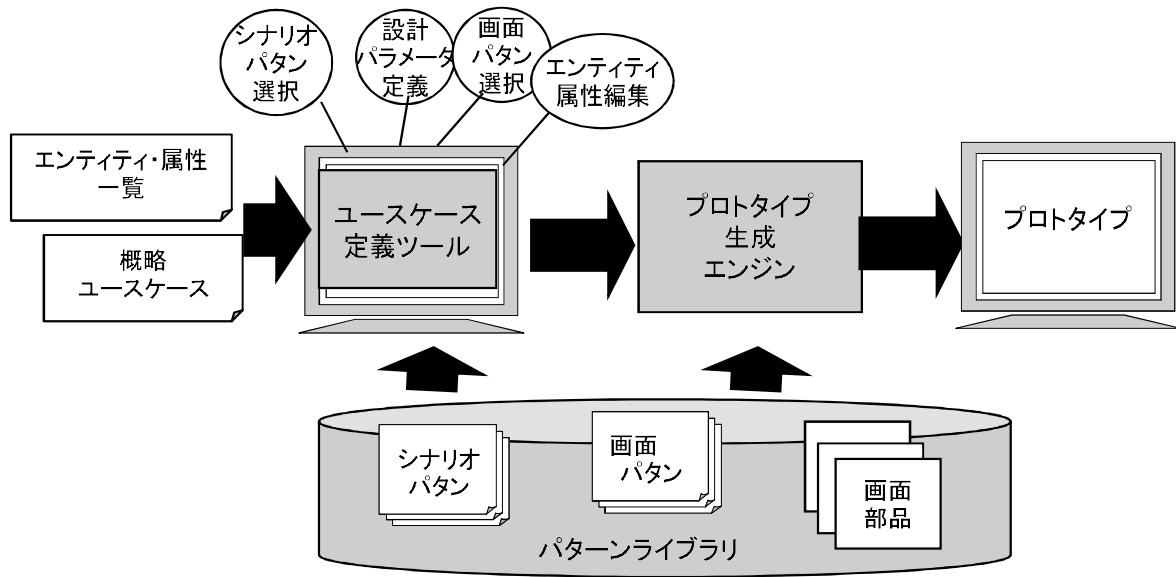 シナリオ
パタン
選択
設計
パラメータ
定義
画面
パタン
選択
エンティティ
属性編集
エンティティ・属性
一覧
概略
ユースケース
ユースケース
定義ツール
プロトタイプ
生成
エンジン
プロトタイプ
シナリオ
パタン
画面
パタン
画面
部品
パターンライブラリ